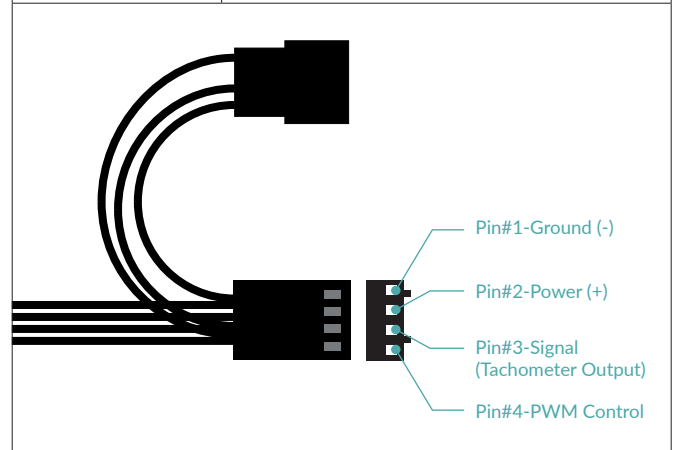 Pin#1-Ground (-)
Pin#2-Power (+)
Pin#3-Signal
(Tachometer Output)
Pin#4-PWM Control